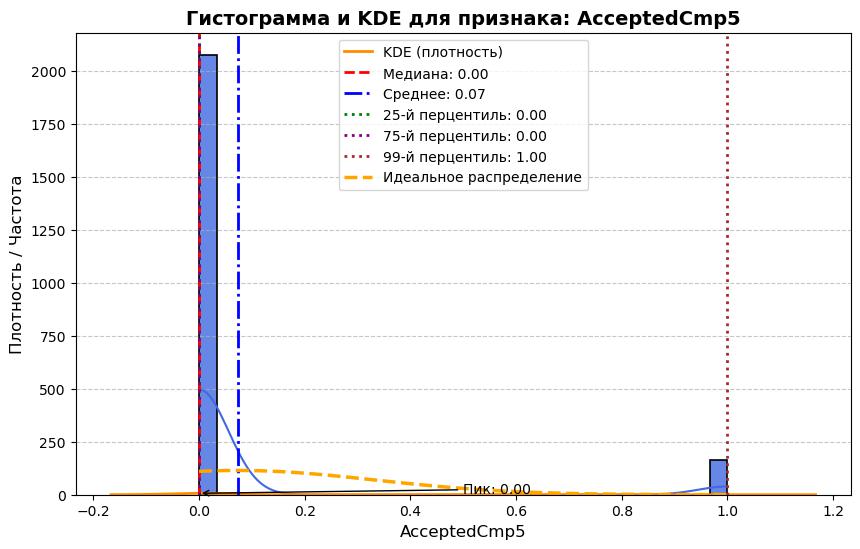 Гистограмма и KDE для признака: AcceptedCmp5
KDE (плотность)
Медиана: 0.00
Среднее: 0.07
25-й перцентиль: 0.00
75-й перцентиль: 0.00
99-й перцентиль: 1.00
Идеальное распределение
Плотность / Частота
2000
1750
1500
1250
1000
750
500
250
0
Пик: 0.00
−0.2
0.0
0.2
0.4
0.6
0.8
1.0
1.2
AcceptedCmp5